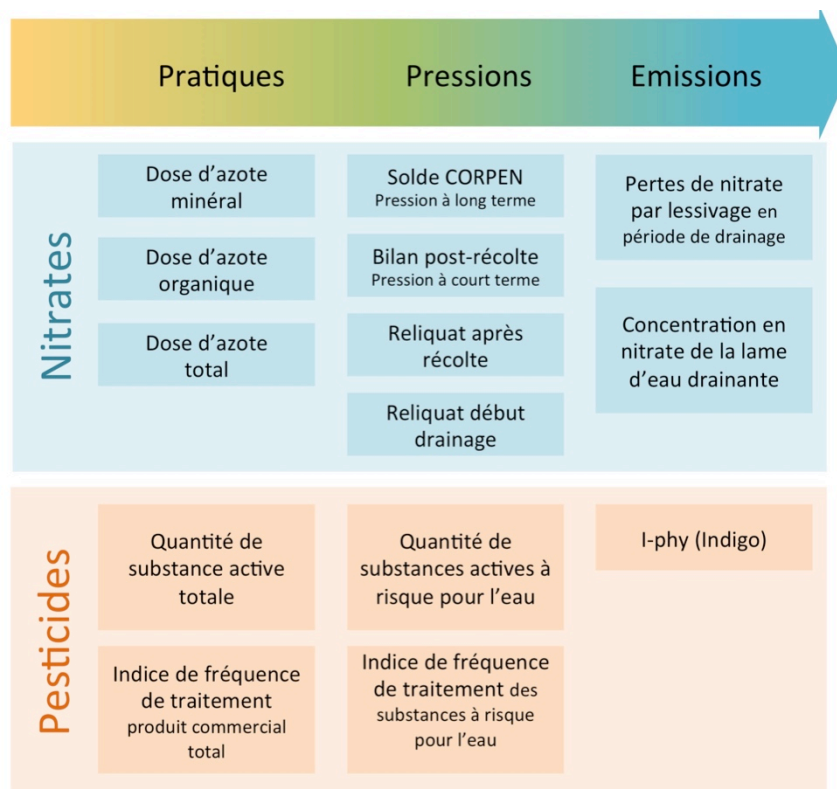 Pratiques
Pressions
Emissions
Nitrates
Dose d'azote
minéral
Dose d'azote
organique
Dose d'azote
total
Solde CORPEN
Pression à long terme
Bilan post-récolte
Pression à court terme
Reliquat après
récolte
Reliquat début
drainage
Pertes de nitrate
par lessivage en
période de drainage
Concentration en
nitrate de la lame
d'eau drainante
Pesticides
Quantité de
substance active
totale
Indice de fréquence
de traitement
produit commercial
total
Quantité de
substances actives à
risque pour l'eau
Indice de fréquence
de traitement des
substances à risque
pour l'eau
I-phy (Indigo)